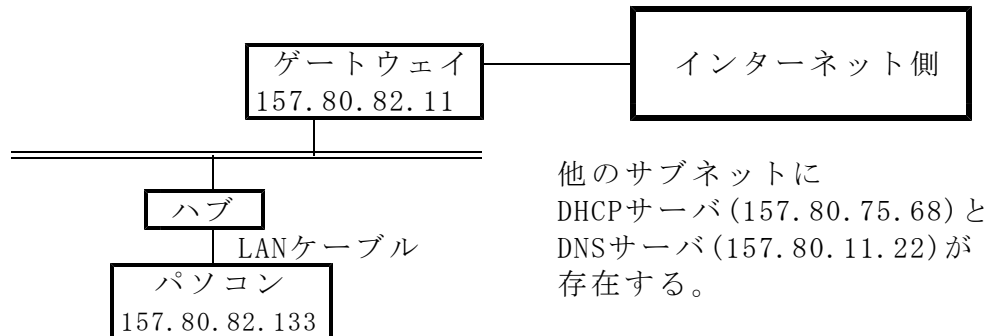 ゲートウェイ
157.80.82.11
インターネット側
ハブ
LANケーブル
パソコン
157.80.82.133
他のサブネットに
DHCPサーバ(157.80.75.68)と
DNSサーバ(157.80.11.22)が
存在する。